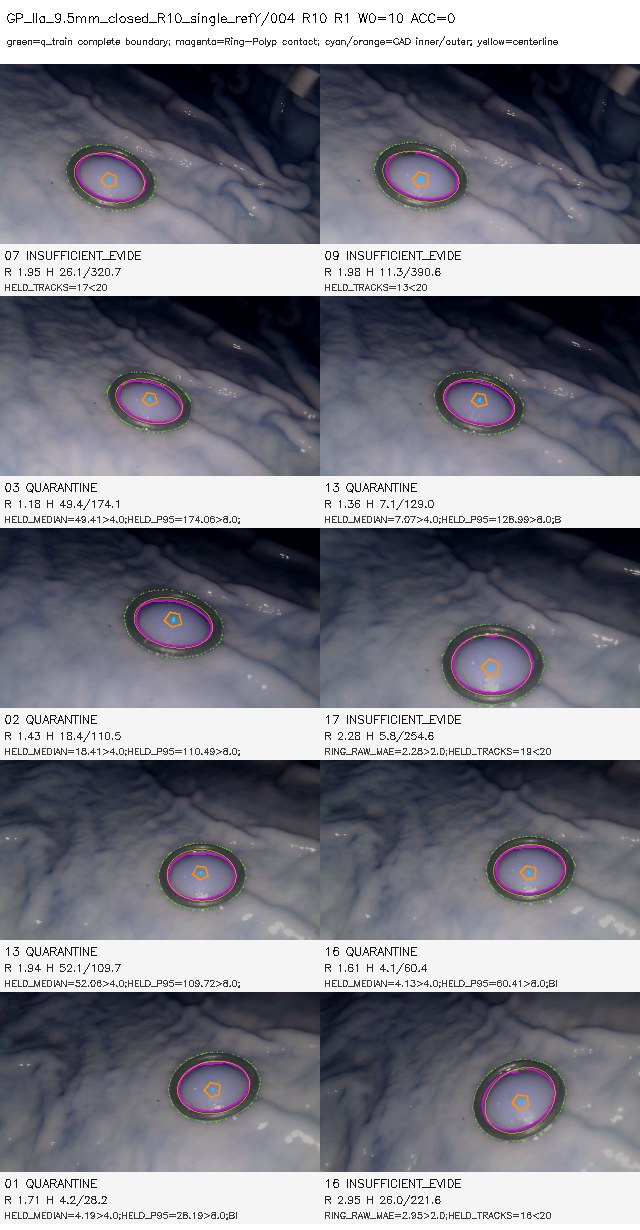 GP_IIa_9.5mm_closed_R10_single_refY/004 R10 R1 WO=10 ACC=0
green=q_train complete boundary; magenta=Ring-Polyp contact; cyan/orange=CAD inner/outer; yellow=centerline
07 INSUFFICIENT_EVIDE
R 1.95 H 26.1/320.7
HELD_TRACKS=17<20
09 INSUFFICIENT_EVIDE
R 1.98 H 11.3/390.6
HELD_TRACKS=13<20
03 QUARANTINE
R 1.18 H 49.4/174.1
HELD_MEDIAN=49.41>4.0;HELD_P95=174.06>8.0;
13 QUARANTINE
R 1.36 H 7.1/129.0
HELD_MEDIAN=7.07>4.0;HELD_P95=128.99>8.0;B
02 QUARANTINE
R 1.43 H 18.4/110.5
HELD_MEDIAN=18.41>4.0;HELD_P95=110.49>8.0;
17 INSUFFICIENT_EVIDE
R 2.28 H 5.8/254.6
RING_RAW_MAE=2.28>2.0;HELD_TRACKS=19<20
13 QUARANTINE
R 1.94 H 52.1/109.7
HELD_MEDIAN=52.06>4.0;HELD_P95=109.72>8.0;
16 QUARANTINE
R 1.61 H 4.1/60.4
HELD_MEDIAN=4.13>4.0;HELD_P95=60.41>8.0;BI
01 QUARANTINE
R 1.71 H 4.2/28.2
HELD_MEDIAN=4.19>4.0;HELD_P95=28.19>8.0;BI
16 INSUFFICIENT_EVIDE
R 2.95 H 26.0/221.6
RING_RAW_MAE=2.95>2.0;HELD_TRACKS=16<20